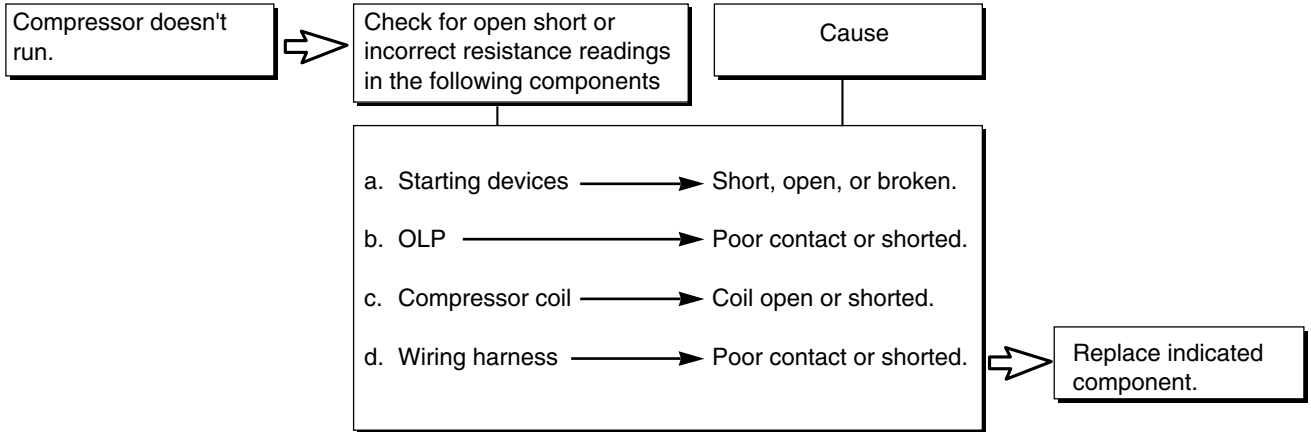 Compressor doesn't
run.
Check for open short or
incorrect resistance readings
in the following components
Cause
a. Starting devices Short, open, or broken.
b. OLP Poor contact or shorted.
c. Compressor coil Coil open or shorted.
d. Wiring harness Poor contact or shorted.
Replace indicated
component.